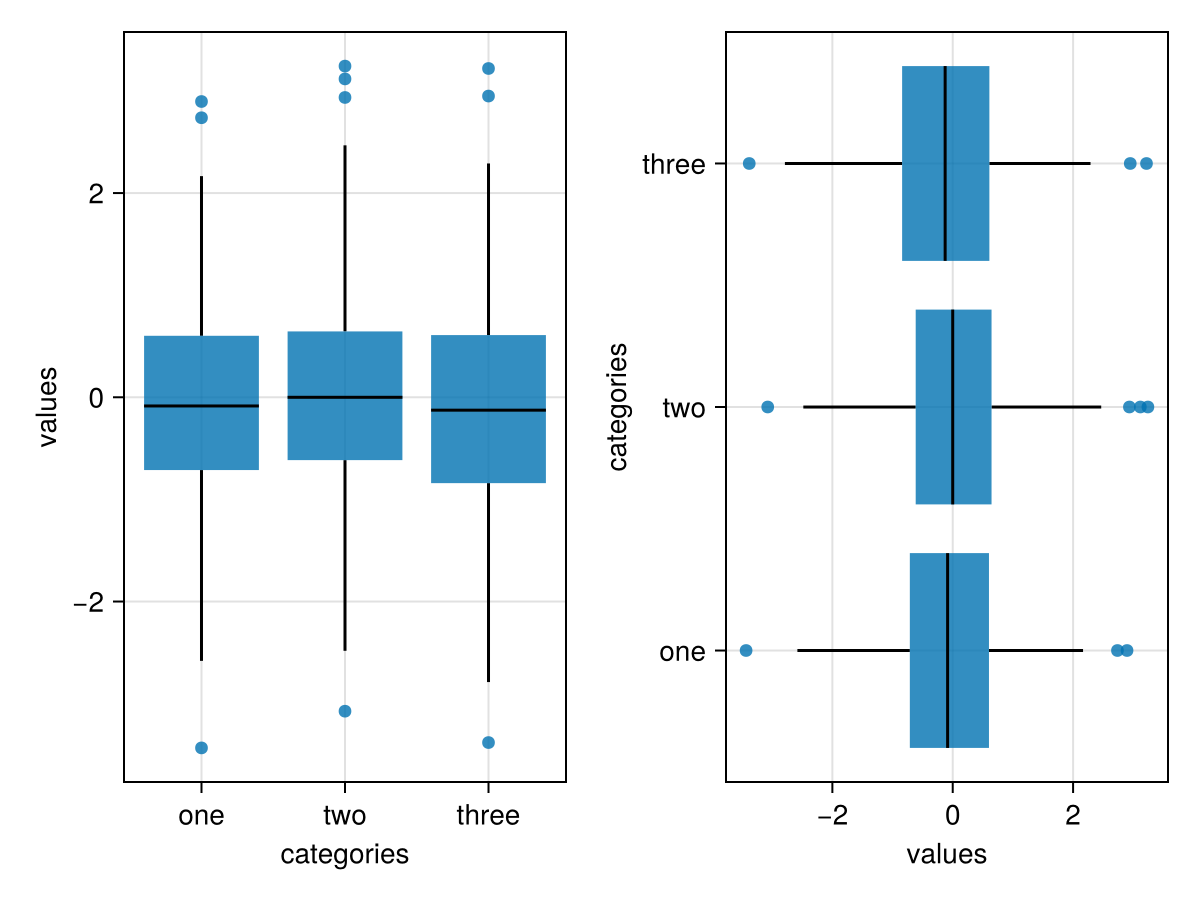 values
2
0
−2
one two three
categories
categories
three
two
one
−2 0 2
values